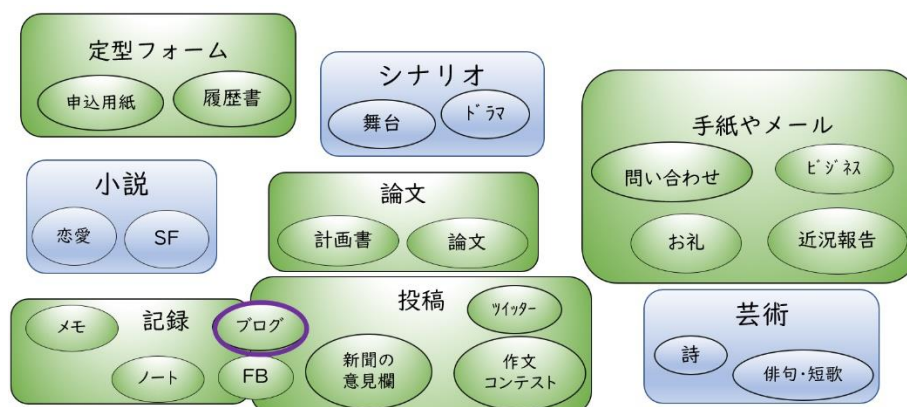 定型フォーム
申込用紙
履歴書
シナリオ
舞台
ﾄﾞﾗﾏ
手紙やメール
問い合わせ
ﾋﾞｼﾞﾈｽ
お礼
近況報告
小説
恋愛
SF
論文
計画書
論文
記録
メモ
ブログ
ノート
FB
投稿
ﾂｲｯﾀｰ
新聞の
意見欄
作文
コンテスト
芸術
詩
俳句・短歌